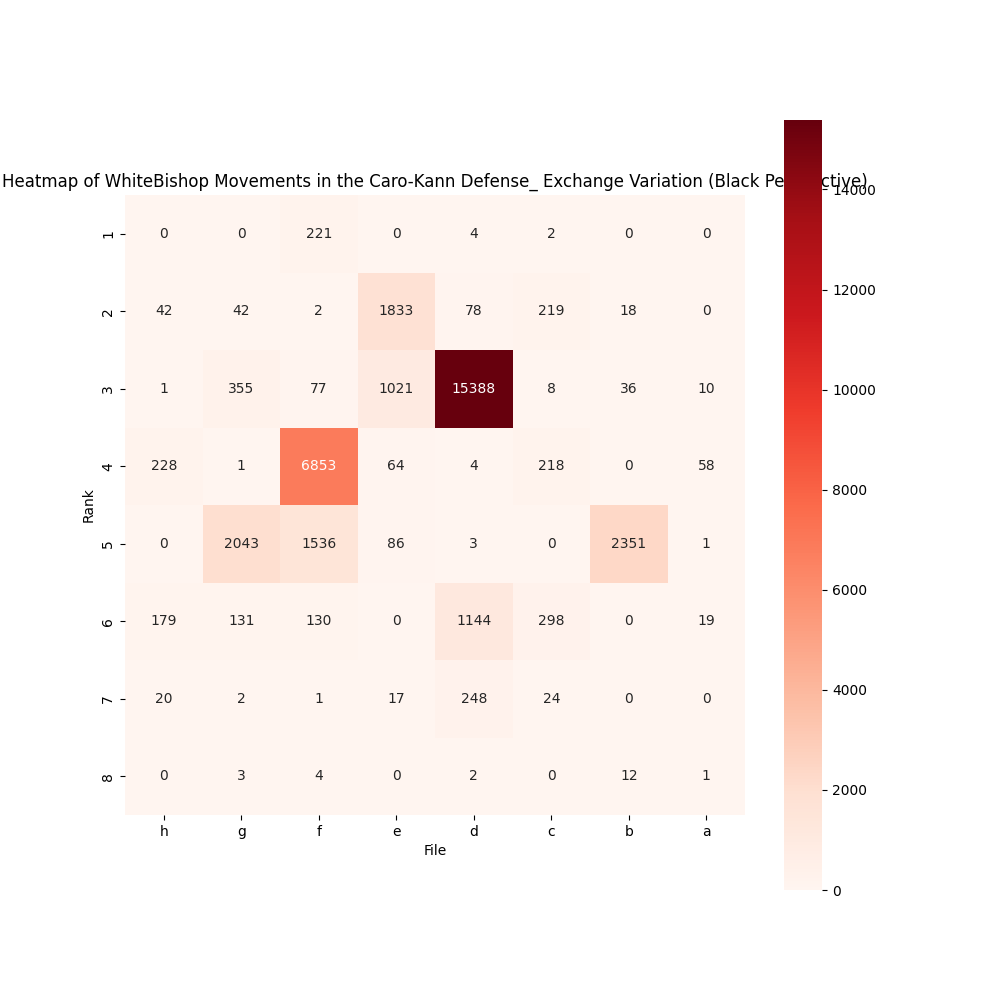 Heatmap of WhiteBishop Movements in the Caro-Kann Defense_ Exchange Variation (Black Pe ctive)
14000
1 0 0 221 0 4 2 0 0
12000
2 42 42 2 1833 78 219 18 0
10000
3 1 355 77 1021 15388 8 36 10
8000
4 228 1 6853 64 4 218 0 58
Rank
6000
5 0 2043 1536 86 3 0 2351 1
4000
6 179 131 130 0 1144 298 0 19
7 20 2 1 17 248 24 0 0
2000
8 0 3 4 0 2 0 12 1
h g f e d c b a
File
0